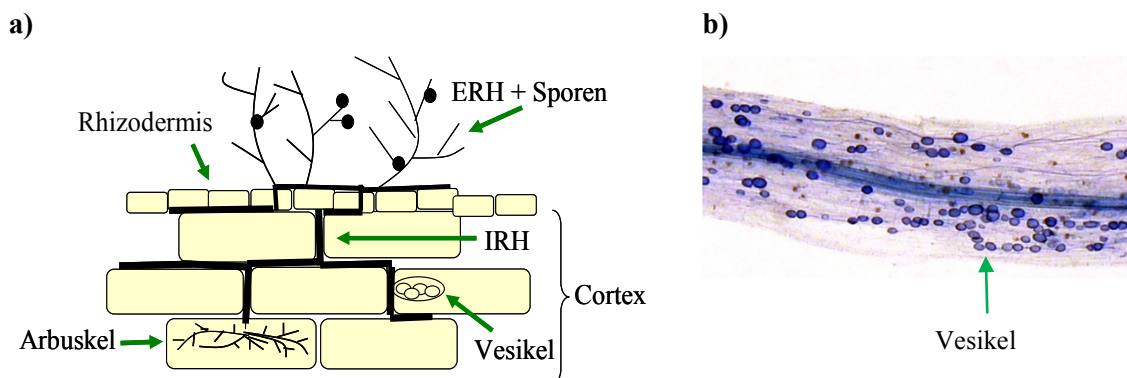 a)
b)
ERH + Sporen
Rhizodermis
IRH
Cortex
Arbuskel
Vesikel
Vesikel